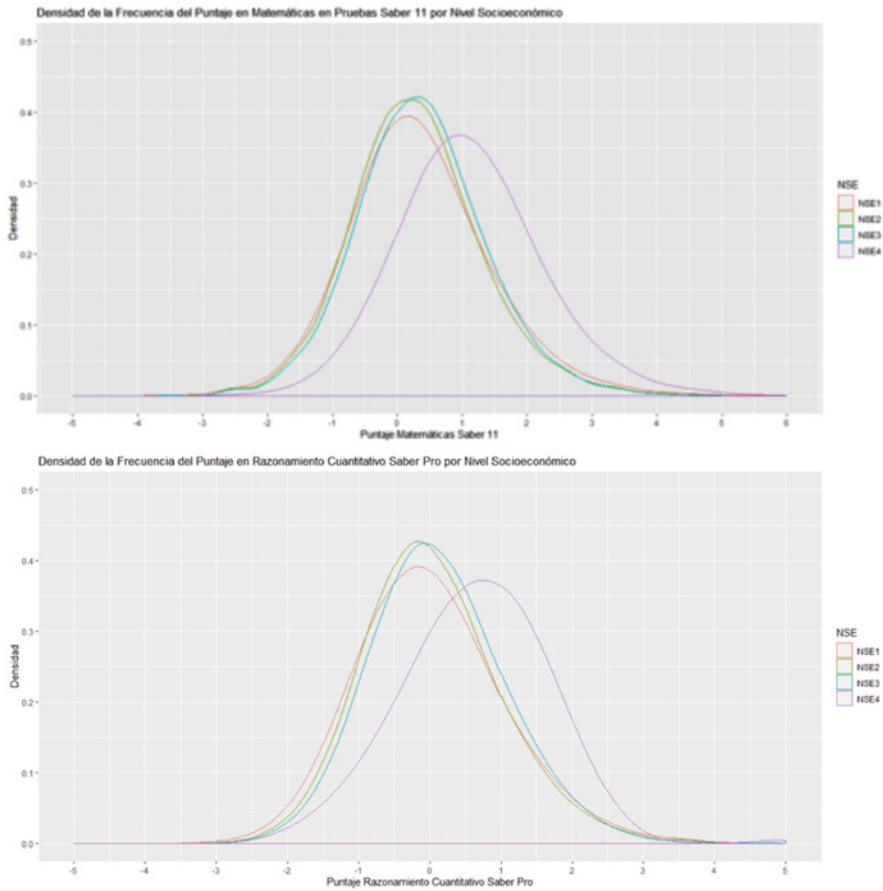 Densidad de la Frecuencia del Puntaje en Matemáticas en Pruebas Saber 11 por Nivel Socioeconómico
0.5
0.4
0.3
0.2
0.1
0.0
Densidad
-5 -4 -3 -2 -1 0 1 2 3 4 5 6
Puntaje Matemáticas Saber 11
NSE
NSE1
NSE2
NSE3
NSE4
Densidad de la Frecuencia del Puntaje en Razonamiento Cuantitativo Saber Pro por Nivel Socioeconómico
0.5
0.4
0.3
0.2
0.1
0.0
Densidad
-5 -4 -3 -2 -1 0 1 2 3 4 5
Puntaje Razonamiento Cuantitativo Saber Pro
NSE
NSE1
NSE2
NSE3
NSE4